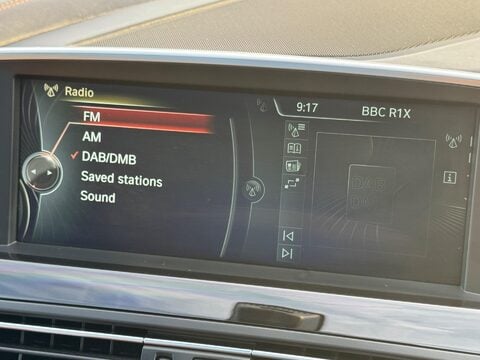 Radio
9:17 BBC R1X
FM
AM
DAB/DMB
Saved stations
Sound